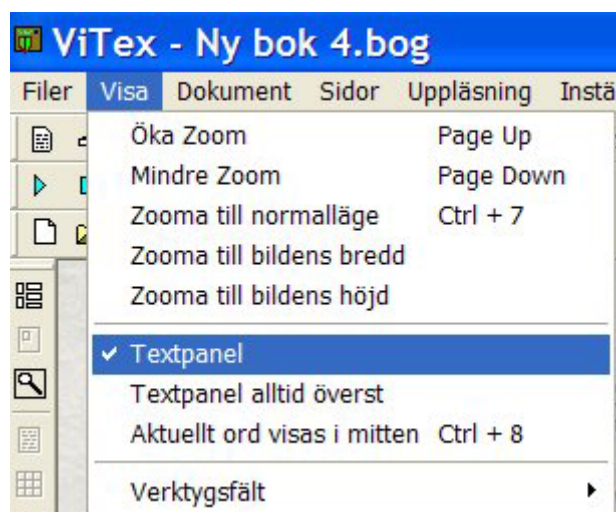 ViTex - Ny bok 4.bog
Filer Visa Dokument Sidor Uppläsning Instä
Öka Zoom Page Up
Mindre Zoom Page Down
Zooma till normalläge Ctrl + 7
Zooma till bildens bredd
Zooma till bildens höjd
Textpanel
Textpanel alltid överst
Aktuellt ord visas i mitten Ctrl + 8
Verktygsfält